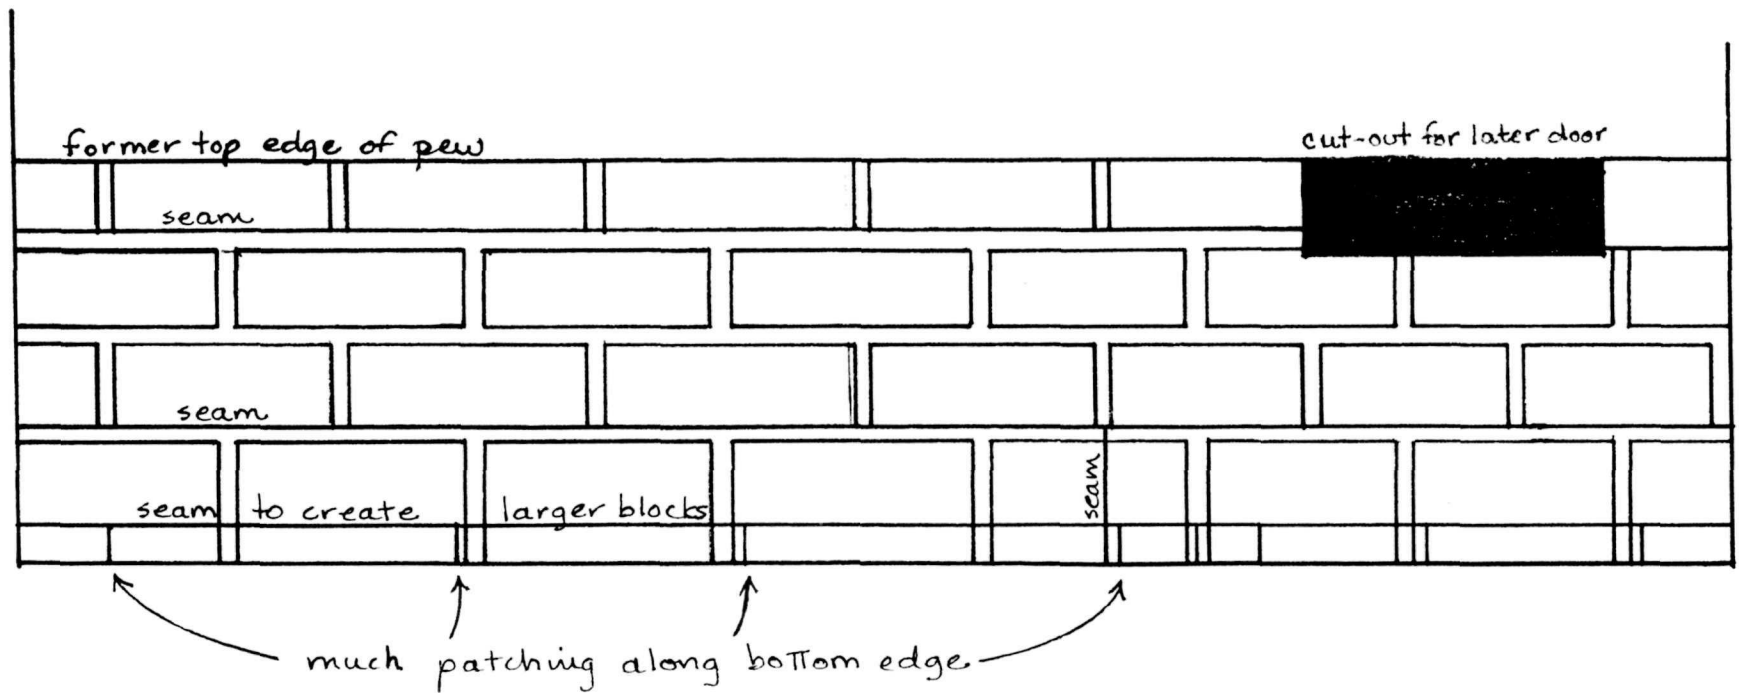 former top edge of pew
cut-out for later door
seam
seam
seam to create larger blocks
seam
much patching along bottom edge